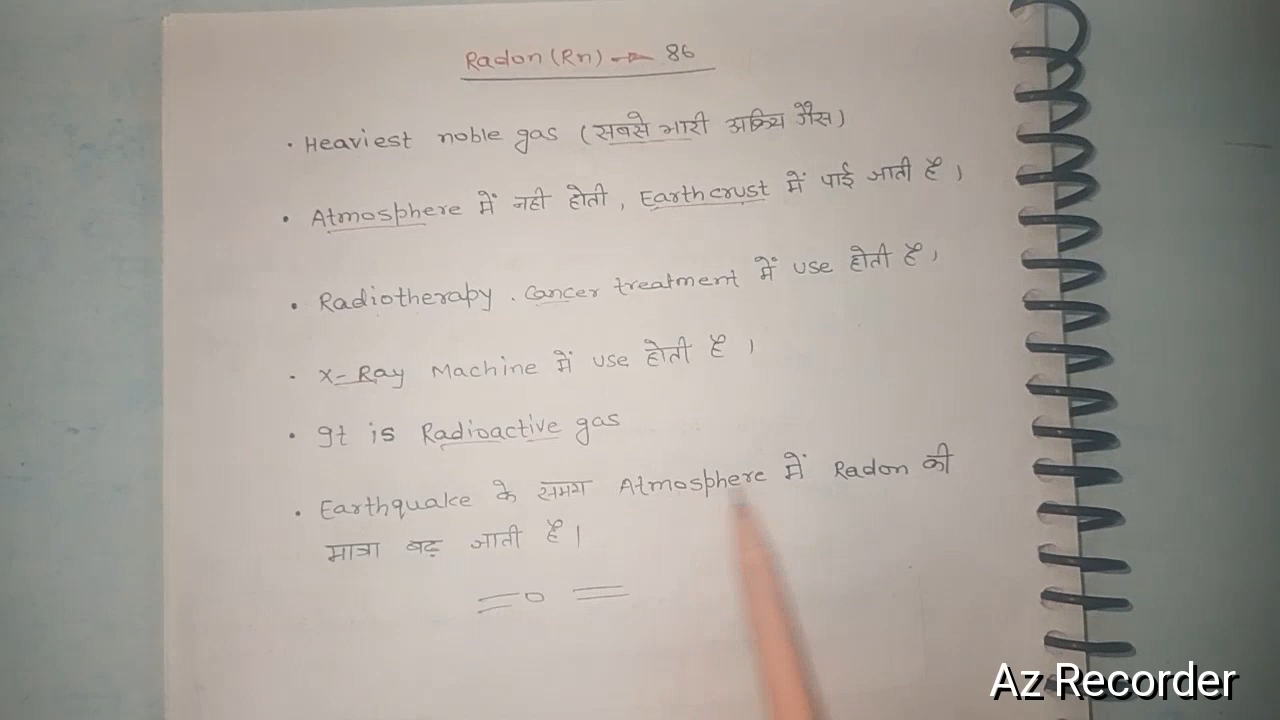 Radon (Rn) → 86
• Heaviest noble gas (सबसे भारी अक्रिय गैस)
• Atmosphere में नही होती, Earthcrust में पाई जाती है।
• Radiotherapy. Cancer treatment में use होती है।
• X-Ray Machine में use होती है।
• It is Radioactive gas
• Earthquake के समय Atmosphere में Radon की
मात्रा बढ़ जाती है।
Az Recorder